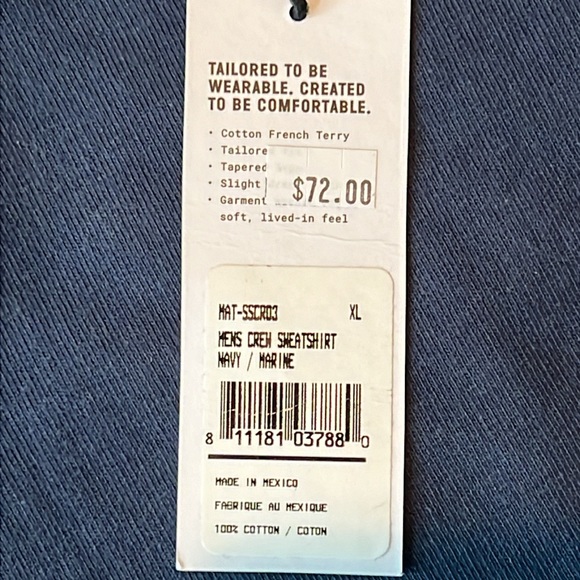 TAILORED TO BE
WEARABLE. CREATED
TO BE COMFORTABLE.
• Cotton French Terry
• Tailore
• Tapered
• Slight
$72.00
• Garment
soft, lived-in feel
MAT-SSCR03 XL
MENS CREW SWEATSHIRT
NAVY / MARINE
8 11181 03788 0
MADE IN MEXICO
FABRIQUE AU MEXIQUE
100% COTTON / COTON